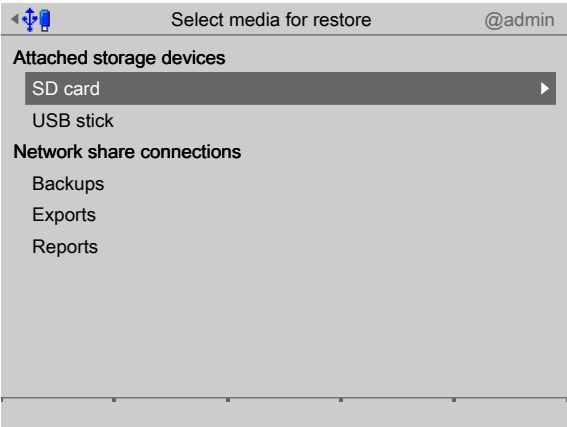 Select media for restore @admin
Attached storage devices
SD card
USB stick
Network share connections
Backups
Exports
Reports